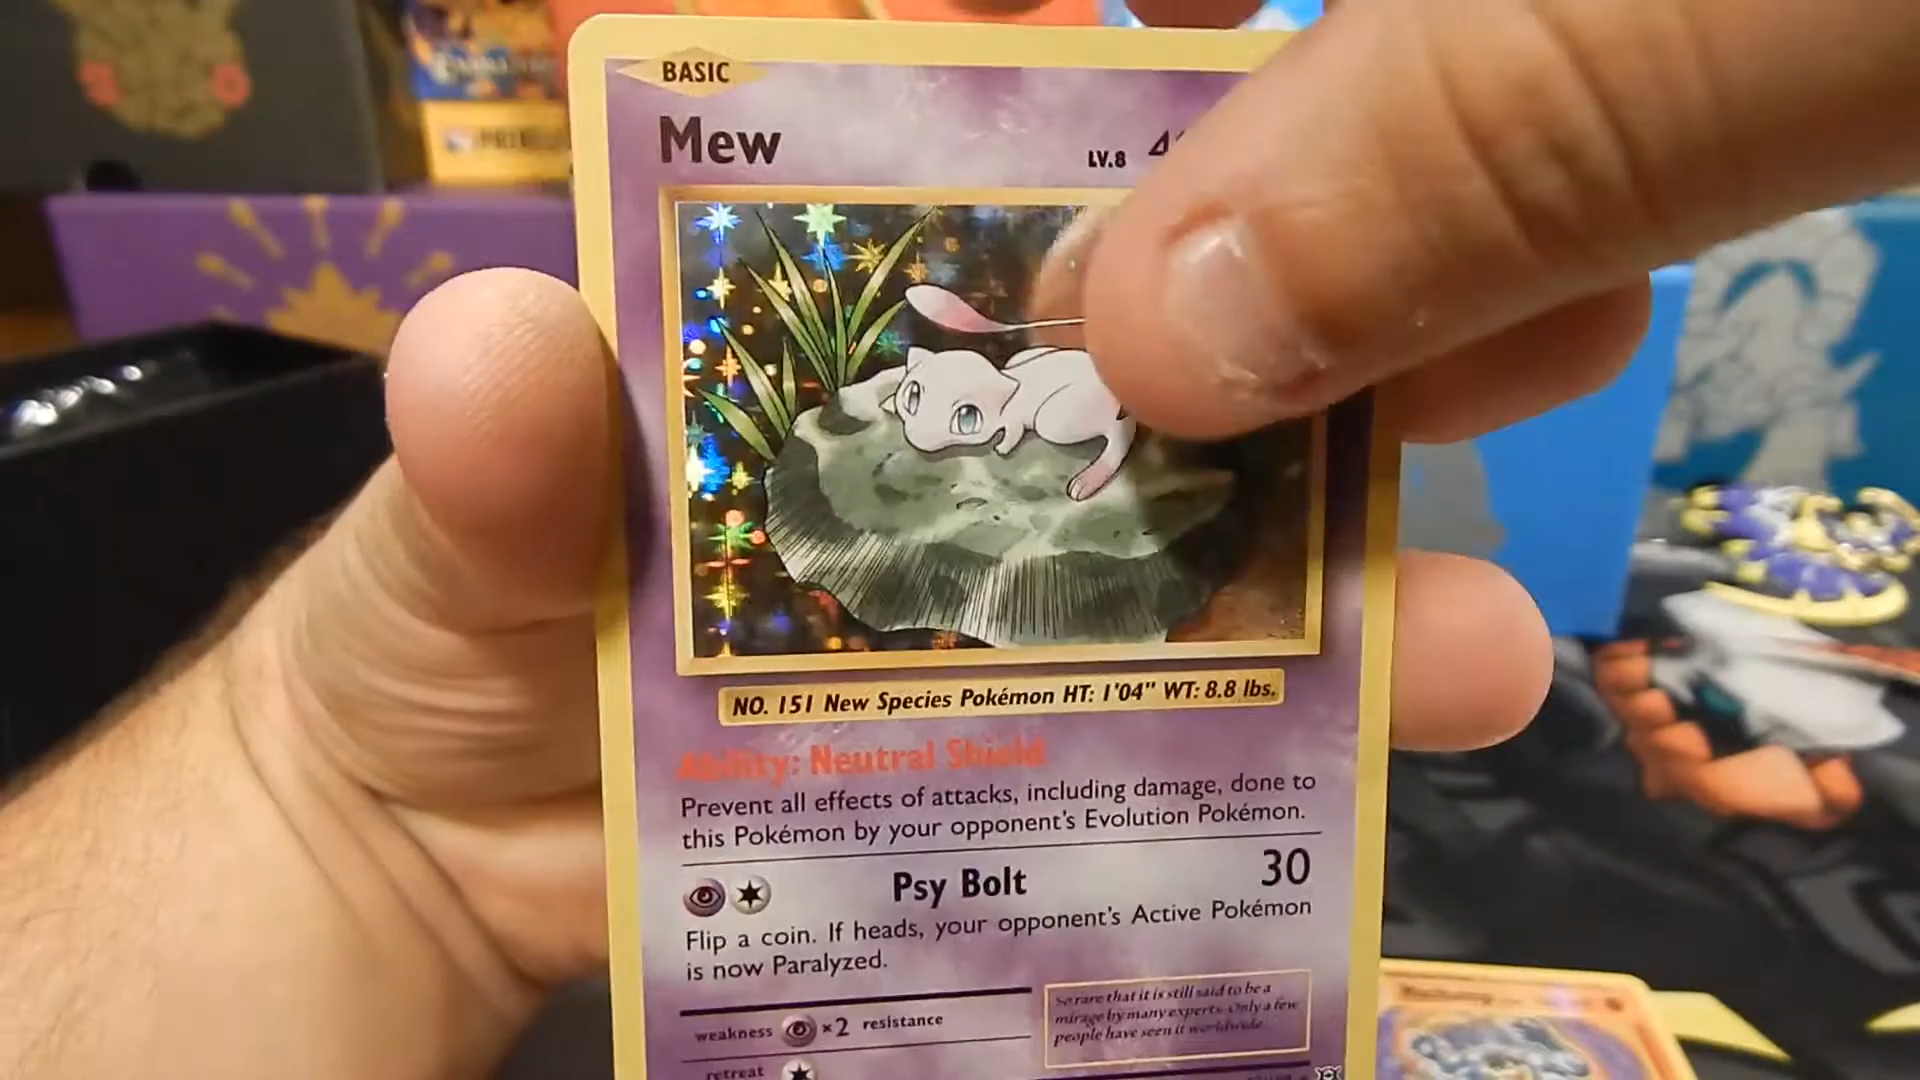 BASIC
Mew
LV.8
NO. 151 New Species Pokémon HT: 1'04" WT: 8.8 lbs.
Ability: Neutral Shield
Prevent all effects of attacks, including damage, done to
this Pokémon by your opponent's Evolution Pokémon.
Psy Bolt 30
Flip a coin. If heads, your opponent's Active Pokémon
is now Paralyzed.
So rare that it is still said to be a
mirage by many experts. Only a few
people have seen it worldwide.
weakness ×2 resistance
retreat